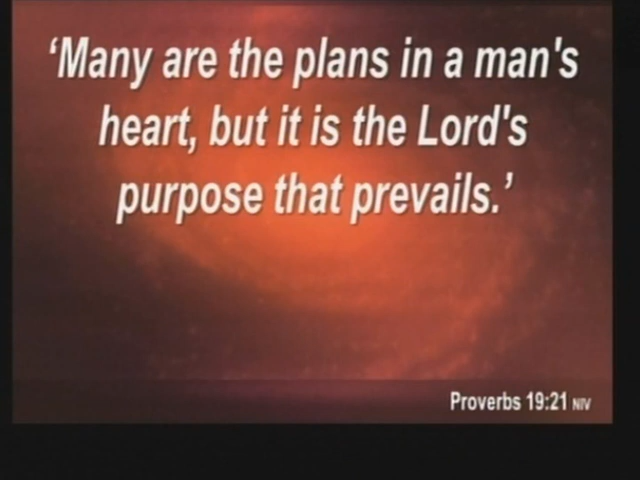 ‘Many are the plans in a man's
heart, but it is the Lord's
purpose that prevails.’
Proverbs 19:21 NIV